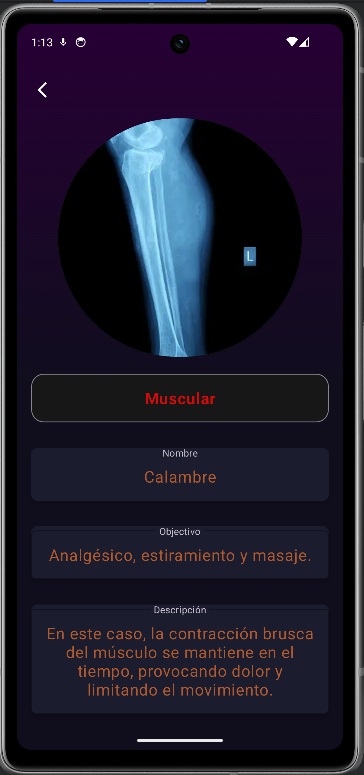 1:13
L
Muscular
Nombre
Calambre
Objectivo
Analgésico, estiramiento y masaje.
Descripción
En este caso, la contracción brusca
del músculo se mantiene en el
tiempo, provocando dolor y
limitando el movimiento.